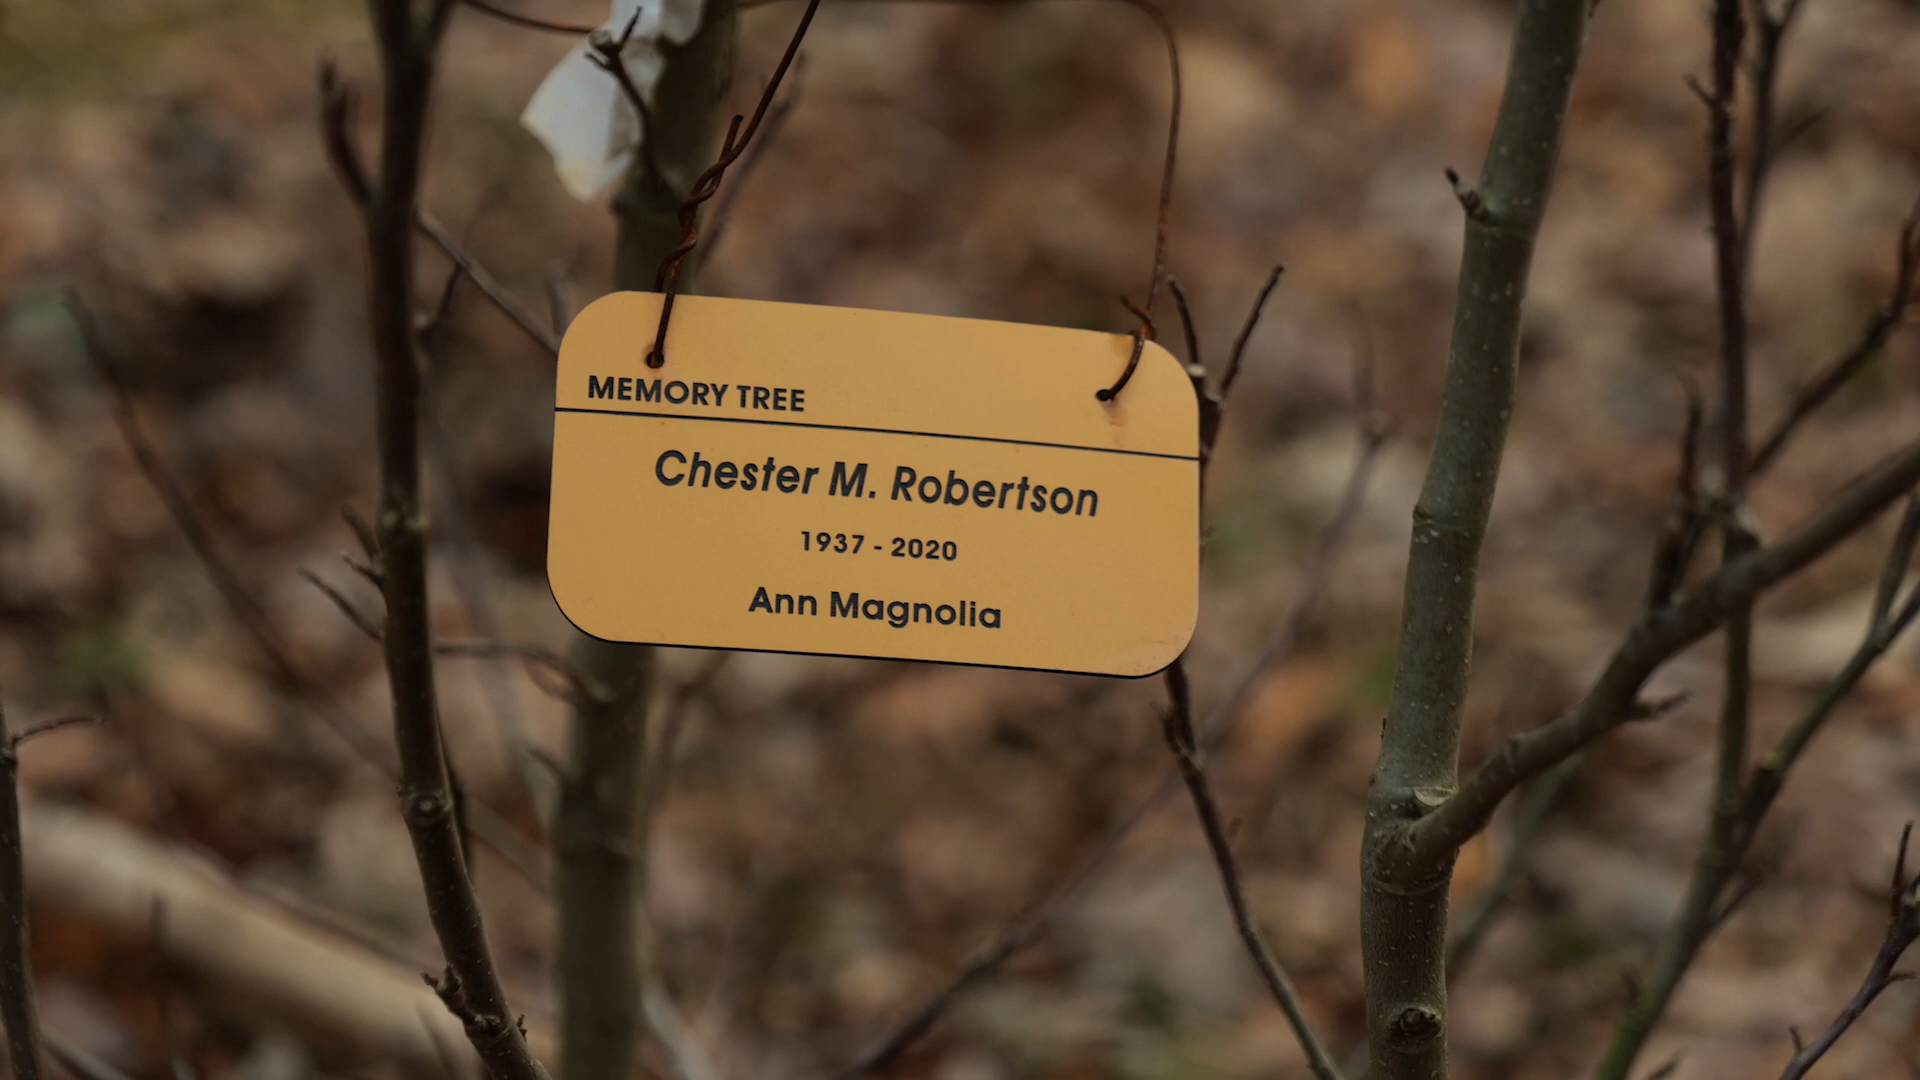 MEMORY TREE
Chester M. Robertson
1937 - 2020
Ann Magnolia